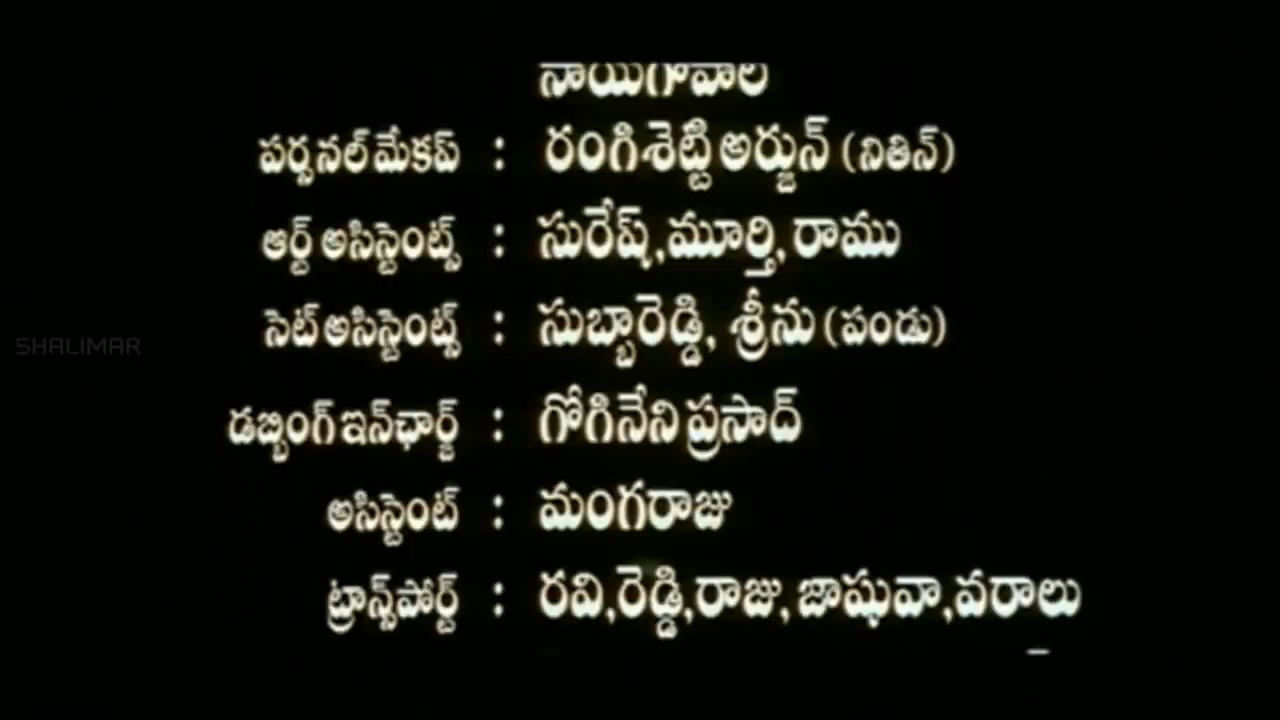 పర్సనల్ మేకప్ : రంగిశెట్టి అర్జున్ (నితిన్)
ఆర్ట్ అసిస్టెంట్స్ : సురేష్,మూర్తి,రాము
సెట్ అసిస్టెంట్స్ : సుబ్బారెడ్డి, శ్రీను (పండు)
SHALIMAR
డబ్బింగ్ ఇన్‌ఛార్జ్ : గోగినేని ప్రసాద్
అసిస్టెంట్ : మంగరాజు
ట్రాన్స్‌పోర్ట్ : రవి,రెడ్డి,రాజు,జాషువా,వరాలు